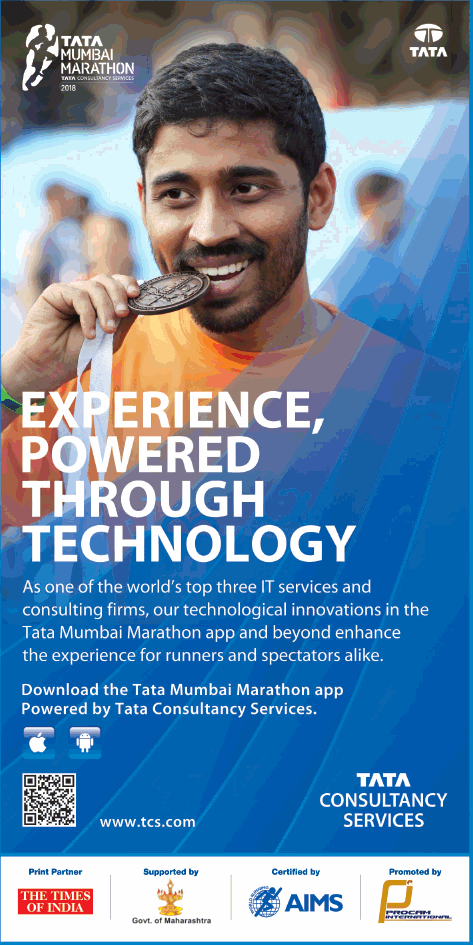 TATA
MUMBAI
MARATHON
TATA CONSULTANCY SERVICES
2018
TATA
EXPERIENCE,
POWERED
THROUGH
TECHNOLOGY
As one of the world's top three IT services and
consulting firms, our technological innovations in the
Tata Mumbai Marathon app and beyond enhance
the experience for runners and spectators alike.
Download the Tata Mumbai Marathon app
Powered by Tata Consultancy Services.
www.tcs.com
TATA
CONSULTANCY
SERVICES
Print Partner
THE TIMES
OF INDIA
Supported by
Govt. of Maharashtra
Certified by
AIMS
Promoted by
PROCAM
INTERNATIONAL